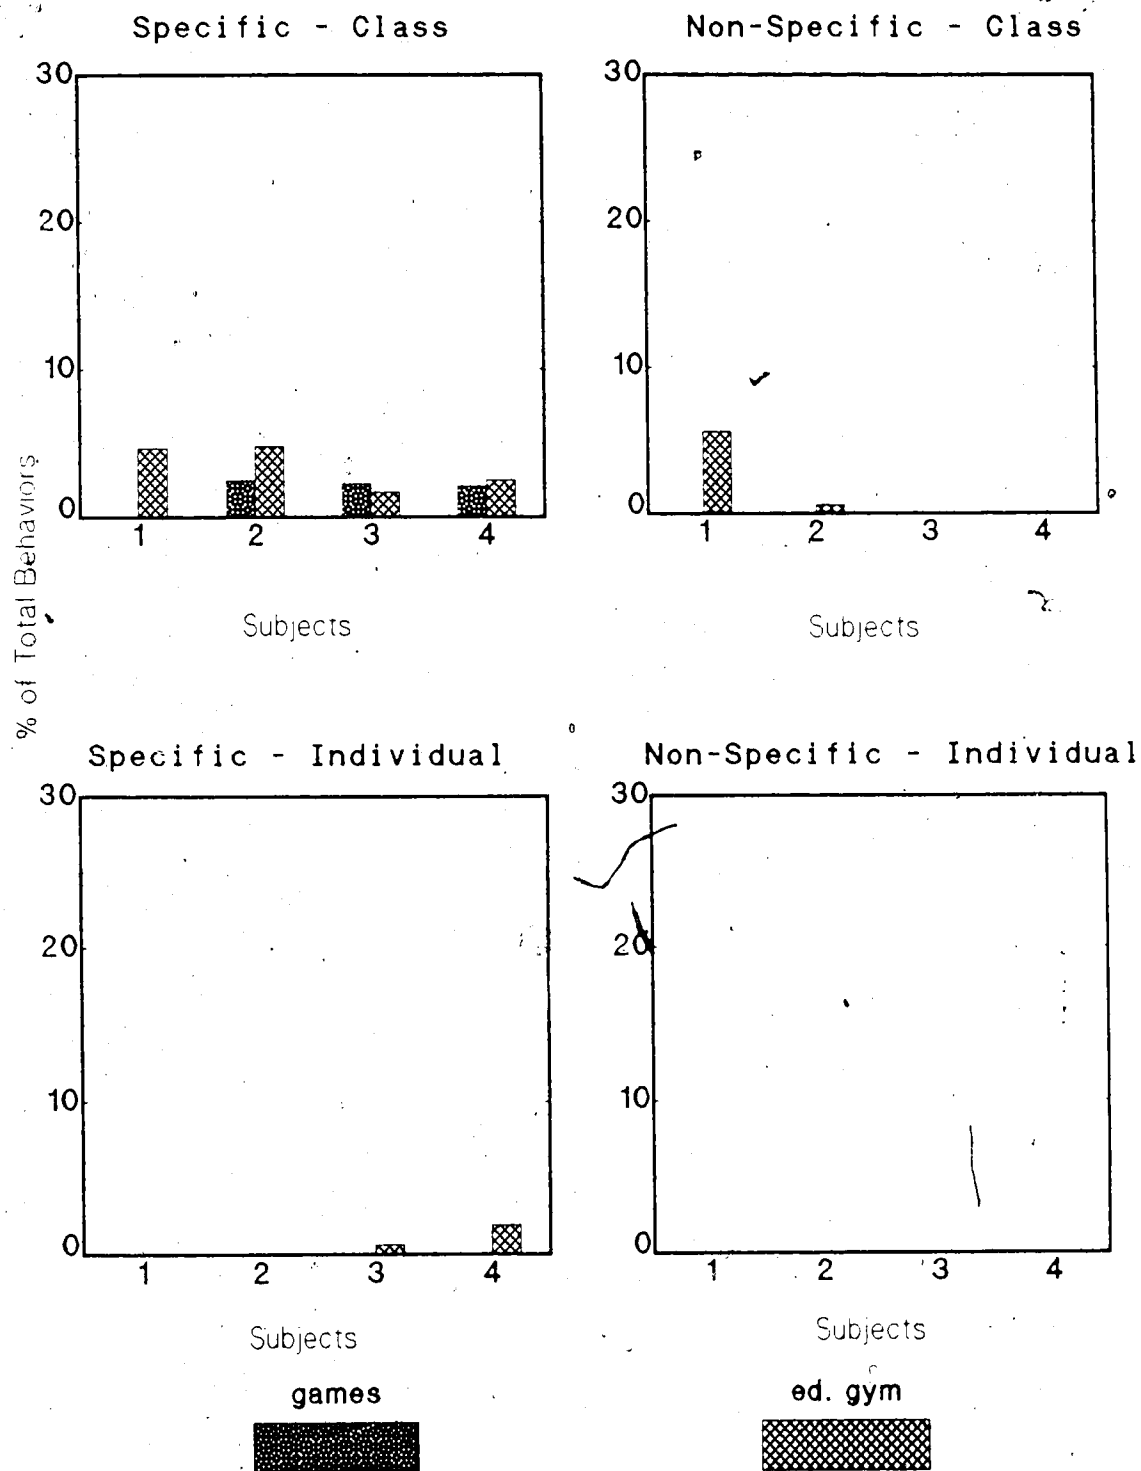 Specific - Class
Non-Specific - Class
30
20
10
0
1 2 3 4
Subjects
30
20
10
0
1 2 3 4
Subjects
% of Total Behaviors
Specific - Individual
Non-Specific - Individual
30
20
10
0
1 2 3 4
Subjects
30
20
10
0
1 2 3 4
Subjects
games
ed. gym